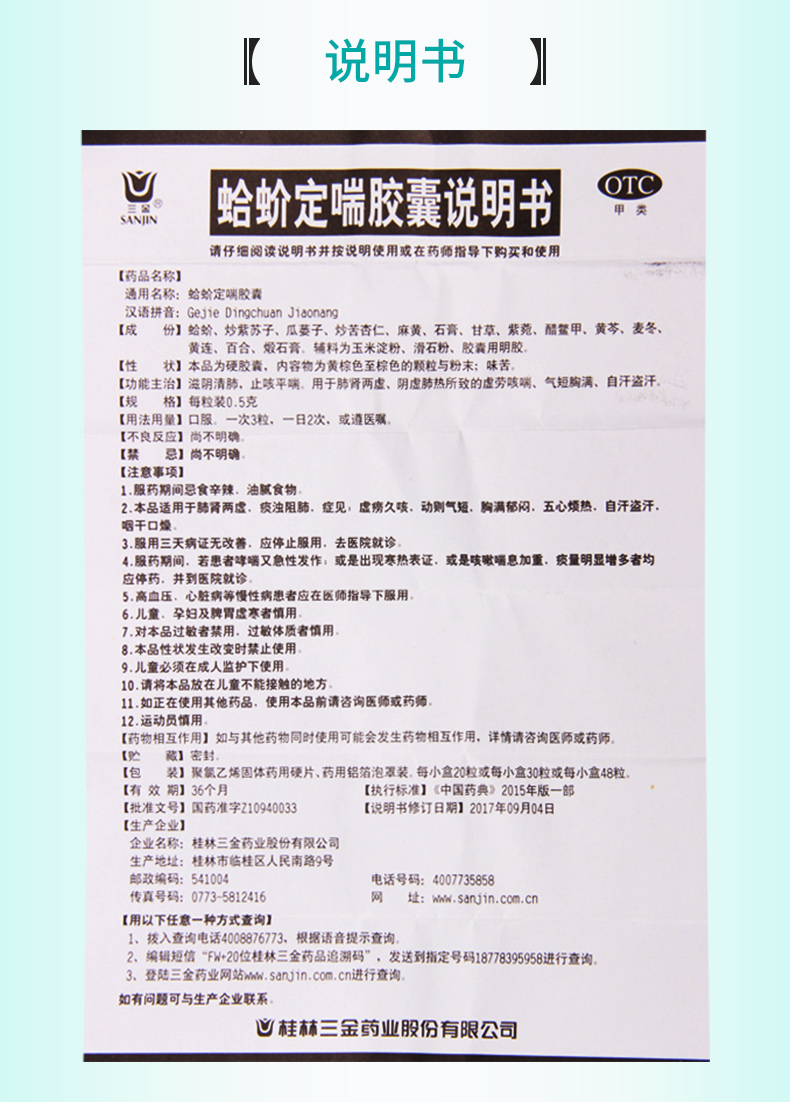 【 说明书 】
三金®
SANJIN
蛤蚧定喘胶囊说明书
OTC
甲 类
请仔细阅读说明书并按说明使用或在药师指导下购买和使用
【药品名称】
通用名称：蛤蚧定喘胶囊
汉语拼音：Gejie Dingchuan Jiaonang
【成　　份】蛤蚧、炒紫苏子、瓜蒌子、炒苦杏仁、麻黄、石膏、甘草、紫菀、醋鳖甲、黄芩、麦冬、
黄连、百合、煅石膏。辅料为玉米淀粉、滑石粉、胶囊用明胶。
【性　　状】本品为硬胶囊，内容物为黄棕色至棕色的颗粒与粉末；味苦。
【功能主治】滋阴清肺，止咳平喘。用于肺肾两虚、阴虚肺热所致的虚劳咳喘、气短胸满、自汗盗汗。
【规　　格】每粒装0.5克
【用法用量】口服。一次3粒，一日2次，或遵医嘱。
【不良反应】尚不明确。
【禁　　忌】尚不明确。
【注意事项】
1.服药期间忌食辛辣、油腻食物。
2.本品适用于肺肾两虚，痰浊阻肺，症见：虚痨久咳，动则气短，胸满郁闷，五心烦热，自汗盗汗，
咽干口燥。
3.服用三天病证无改善，应停止服用，去医院就诊。
4.服药期间，若患者哮喘又急性发作；或是出现寒热表证，或是咳嗽喘息加重，痰量明显增多者均
应停药，并到医院就诊。
5.高血压、心脏病等慢性病患者应在医师指导下服用。
6.儿童、孕妇及脾胃虚寒者慎用。
7.对本品过敏者禁用，过敏体质者慎用。
8.本品性状发生改变时禁止使用。
9.儿童必须在成人监护下使用。
10.请将本品放在儿童不能接触的地方。
11.如正在使用其他药品，使用本品前请咨询医师或药师。
12.运动员慎用。
【药物相互作用】如与其他药物同时使用可能会发生药物相互作用，详情请咨询医师或药师。
【贮　　藏】密封。
【包　　装】聚氯乙烯固体药用硬片、药用铝箔泡罩装。每小盒20粒或每小盒30粒或每小盒48粒。
【有 效 期】36个月　　【执行标准】《中国药典》2015年版一部
【批准文号】国药准字Z10940033　　【说明书修订日期】2017年09月04日
【生产企业】
企业名称：桂林三金药业股份有限公司
生产地址：桂林市临桂区人民南路9号
邮政编码：541004　　电话号码：4007735858
传真号码：0773-5812416　　网　　址：www.sanjin.com.cn
【用以下任意一种方式查询】
1、拨入查询电话4008876773，根据语音提示查询。
2、编辑短信“FW+20位桂林三金药品追溯码”，发送到指定号码18778395958进行查询。
3、登陆三金药业网站www.sanjin.com.cn进行查询。
如有问题可与生产企业联系。
桂林三金药业股份有限公司